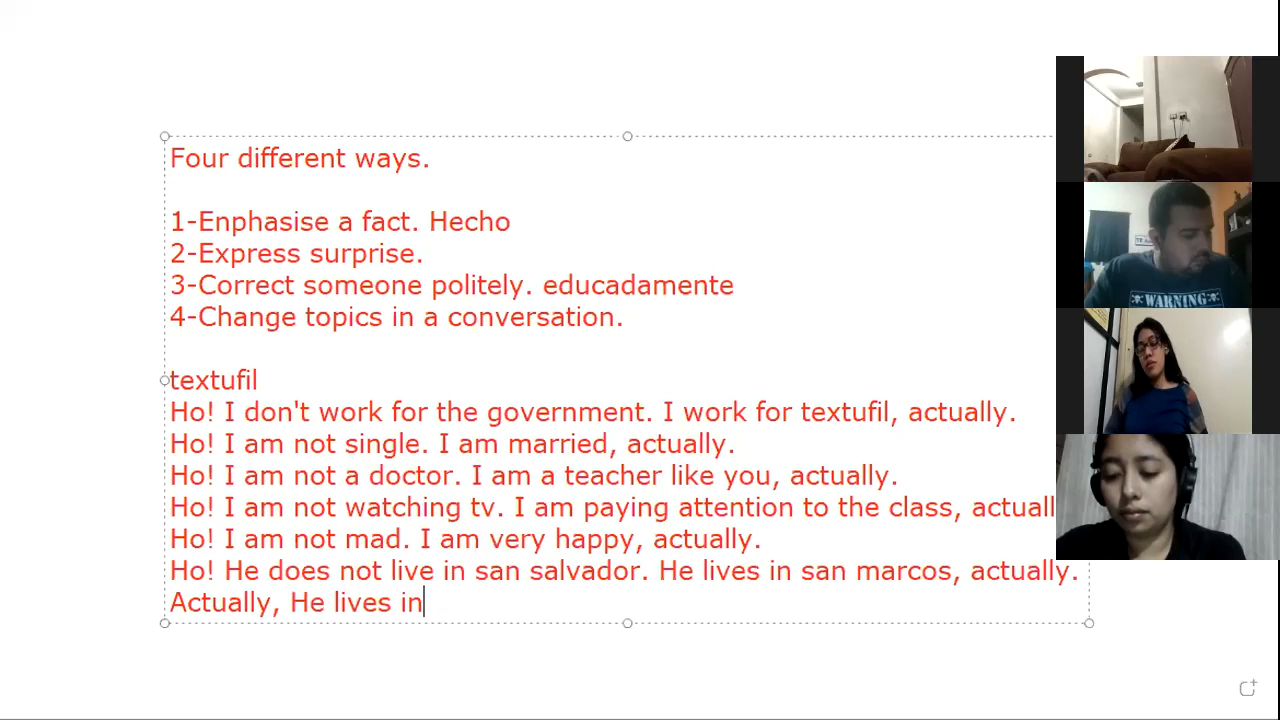 Four different ways.
1-Enphasise a fact. Hecho
2-Express surprise.
3-Correct someone politely. educadamente
4-Change topics in a conversation.
textufil
Ho! I don't work for the government. I work for textufil, actually.
Ho! I am not single. I am married, actually.
Ho! I am not a doctor. I am a teacher like you, actually.
Ho! I am not watching tv. I am paying attention to the class, actuall
Ho! I am not mad. I am very happy, actually.
Ho! He does not live in san salvador. He lives in san marcos, actually.
Actually, He lives in
WARNING